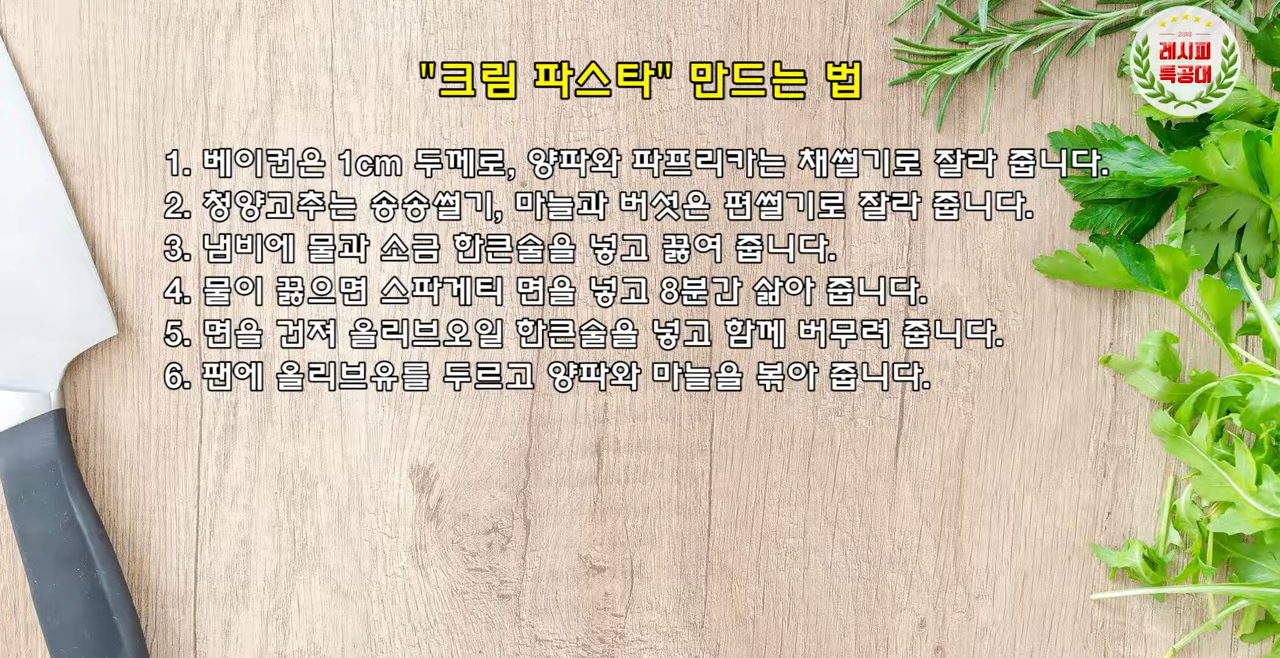 "크림 파스타" 만드는 법
2018
레시피
특공대
1. 베이컨은 1cm 두께로, 양파와 파프리카는 채썰기로 잘라 줍니다.
2. 청양고추는 송송썰기, 마늘과 버섯은 편썰기로 잘라 줍니다.
3. 냄비에 물과 소금 한큰술을 넣고 끓여 줍니다.
4. 물이 끓으면 스파게티 면을 넣고 8분간 삶아 줍니다.
5. 면을 건져 올리브오일 한큰술을 넣고 함께 버무려 줍니다.
6. 팬에 올리브유를 두르고 양파와 마늘을 볶아 줍니다.